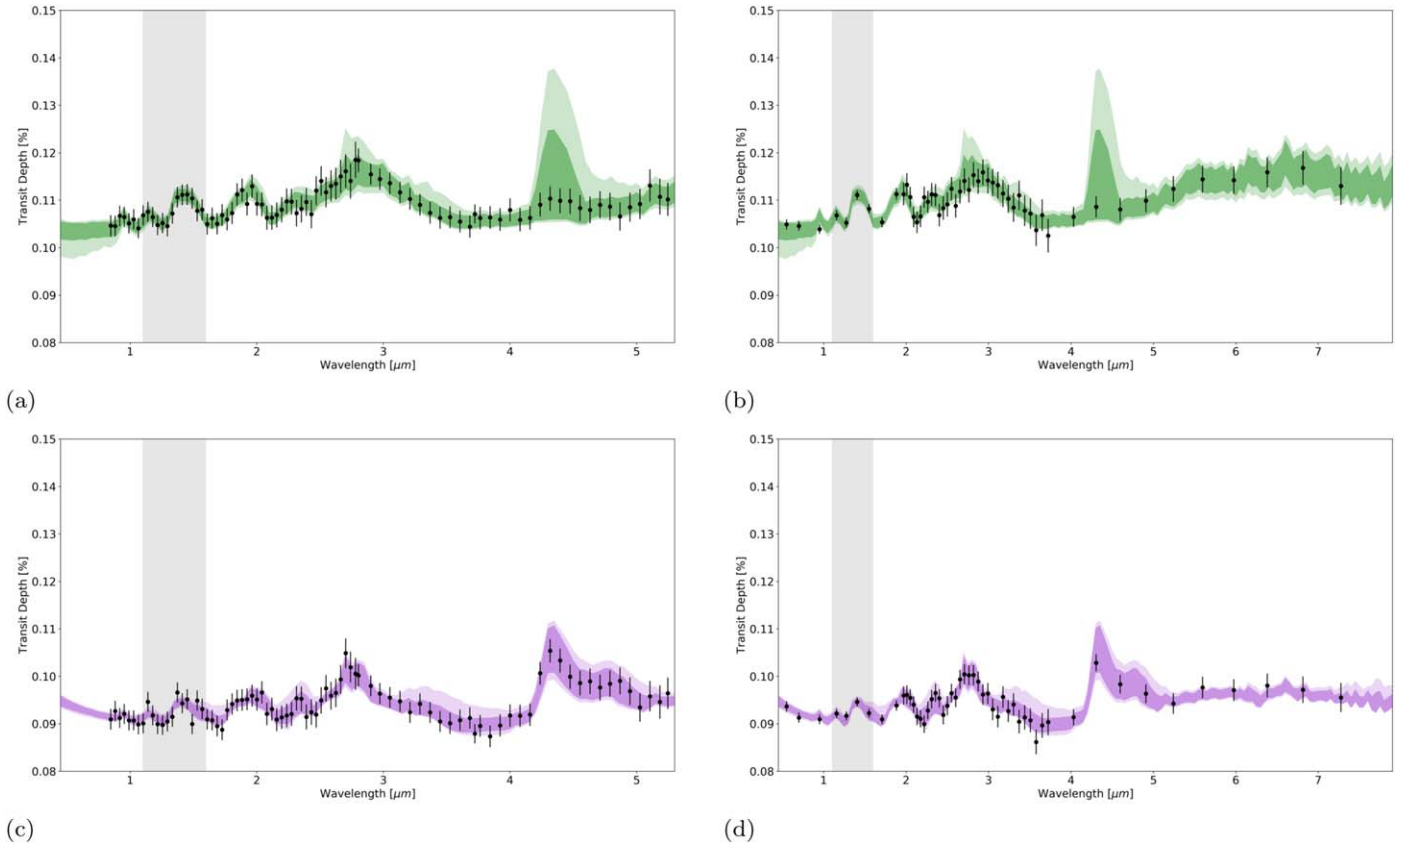 0.15
0.14
0.13
0.12
0.11
0.10
0.09
0.08
Transit Depth [%]
1 2 3 4 5
Wavelength [μm]
(a)
0.15
0.14
0.13
0.12
0.11
0.10
0.09
0.08
Transit Depth [%]
1 2 3 4 5 6 7
Wavelength [μm]
(b)
0.15
0.14
0.13
0.12
0.11
0.10
0.09
0.08
Transit Depth [%]
1 2 3 4 5
Wavelength [μm]
(c)
0.15
0.14
0.13
0.12
0.11
0.10
0.09
0.08
Transit Depth [%]
1 2 3 4 5 6 7
Wavelength [μm]
(d)